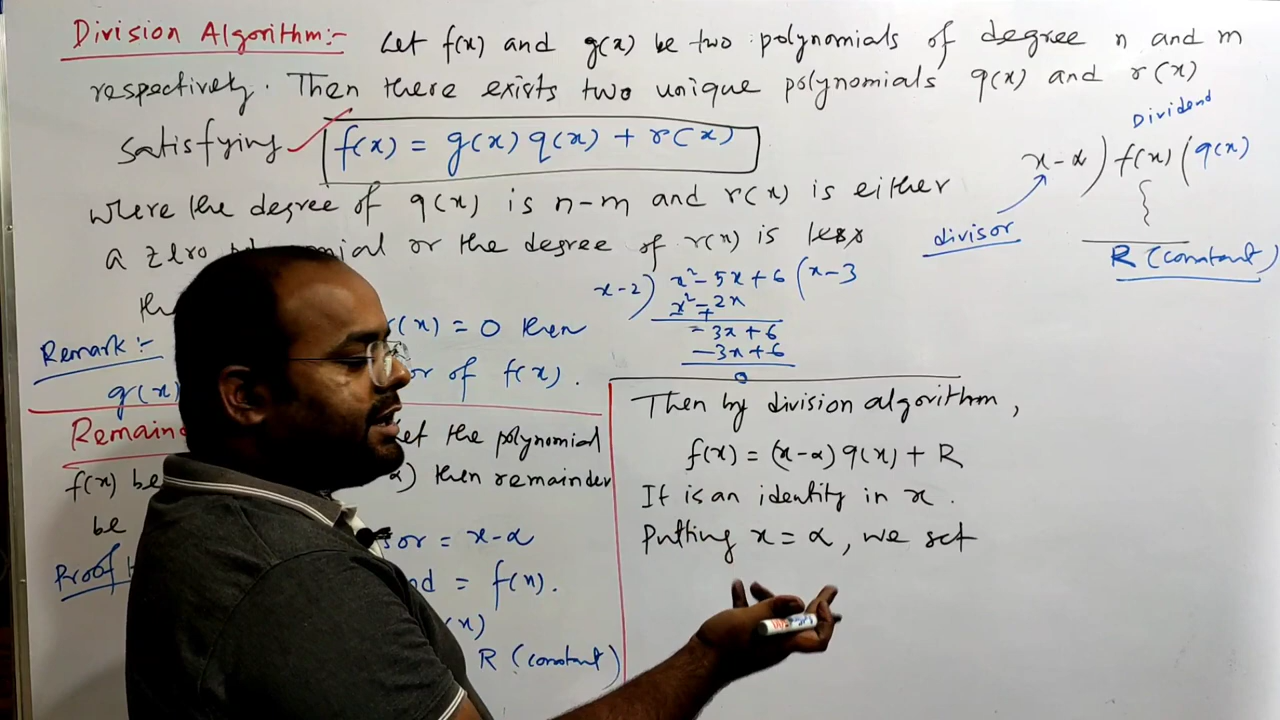 Division Algorithm:- Let f(x) and g(x) be two polynomials of degree n and m
respectively. Then there exists two unique polynomials q(x) and r(x)
satisfying f(x) = g(x) q(x) + r(x)
where the degree of q(x) is n-m and r(x) is either
a zero or the degree of r(x) is less
Dividend
x-α ) f(x) ( q(x)
divisor
R (constant)
x-2 ) x²-5x+6 ( x-3
x²-2x
+
-3x+6
-3x+6
0
Remark:- (x) = 0 then
g(x) of f(x).
Let the polynomial
f(x) be α) then remainder
be
Proof = x-α
= f(x).
(x)
R (constant)
Then by division algorithm,
f(x) = (x-α) q(x) + R
It is an identity in x.
Putting x = α, we get